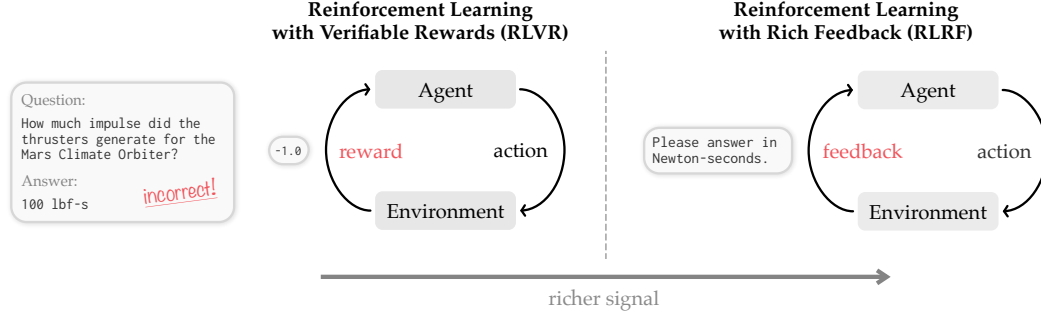 Reinforcement Learning
with Verifiable Rewards (RLVR)
Reinforcement Learning
with Rich Feedback (RLRF)
Question:
How much impulse did the
thrusters generate for the
Mars Climate Orbiter?
Answer:
100 lbf-s
incorrect!
Agent
-1.0
reward
action
Environment
Agent
Please answer in
Newton-seconds.
feedback
action
Environment
richer signal